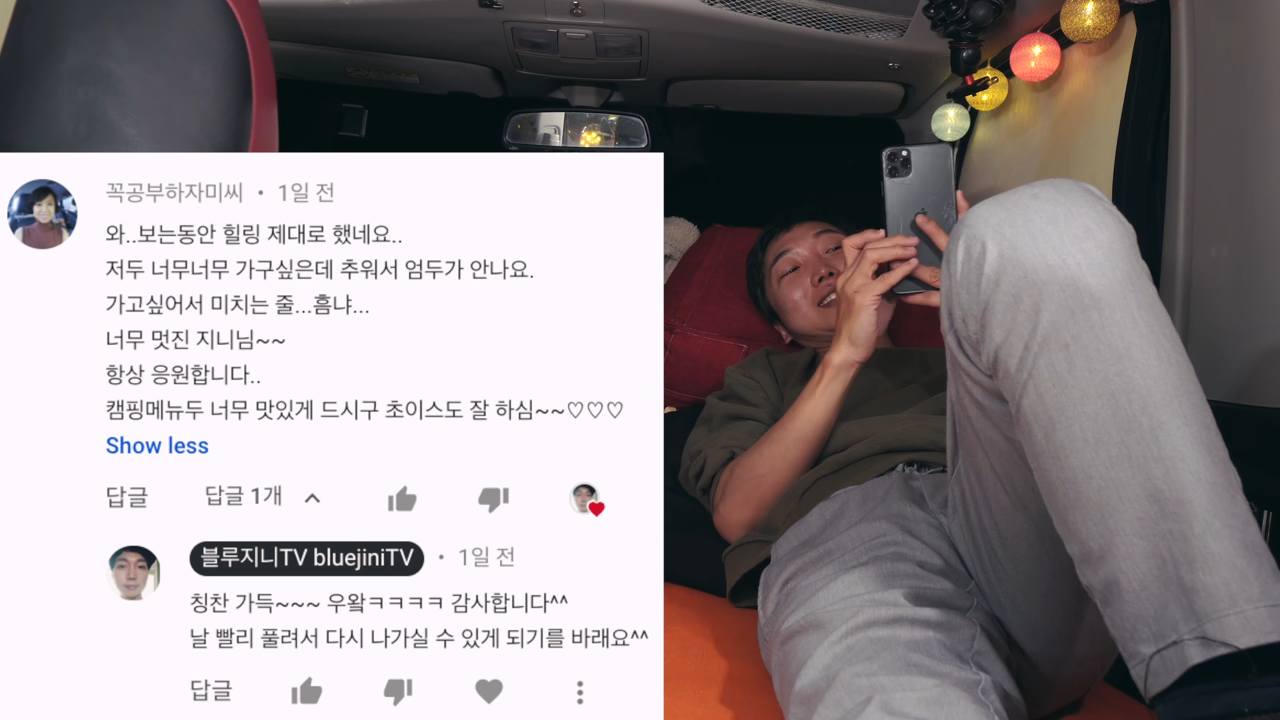 꼭공부하자미씨 • 1일 전
와..보는동안 힐링 제대로 했네요..
저두 너무너무 가구싶은데 추워서 엄두가 안나요.
가고싶어서 미치는 줄...흠냐...
너무 멋진 지니님~~
항상 응원합니다..
캠핑메뉴두 너무 맛있게 드시구 초이스도 잘 하심~~♡♡♡
Show less
답글 답글 1개
블루지니TV bluejiniTV • 1일 전
칭찬 가득~~~ 우왘ㅋㅋㅋㅋ 감사합니다^^
날 빨리 풀려서 다시 나가실 수 있게 되기를 바래요^^
답글